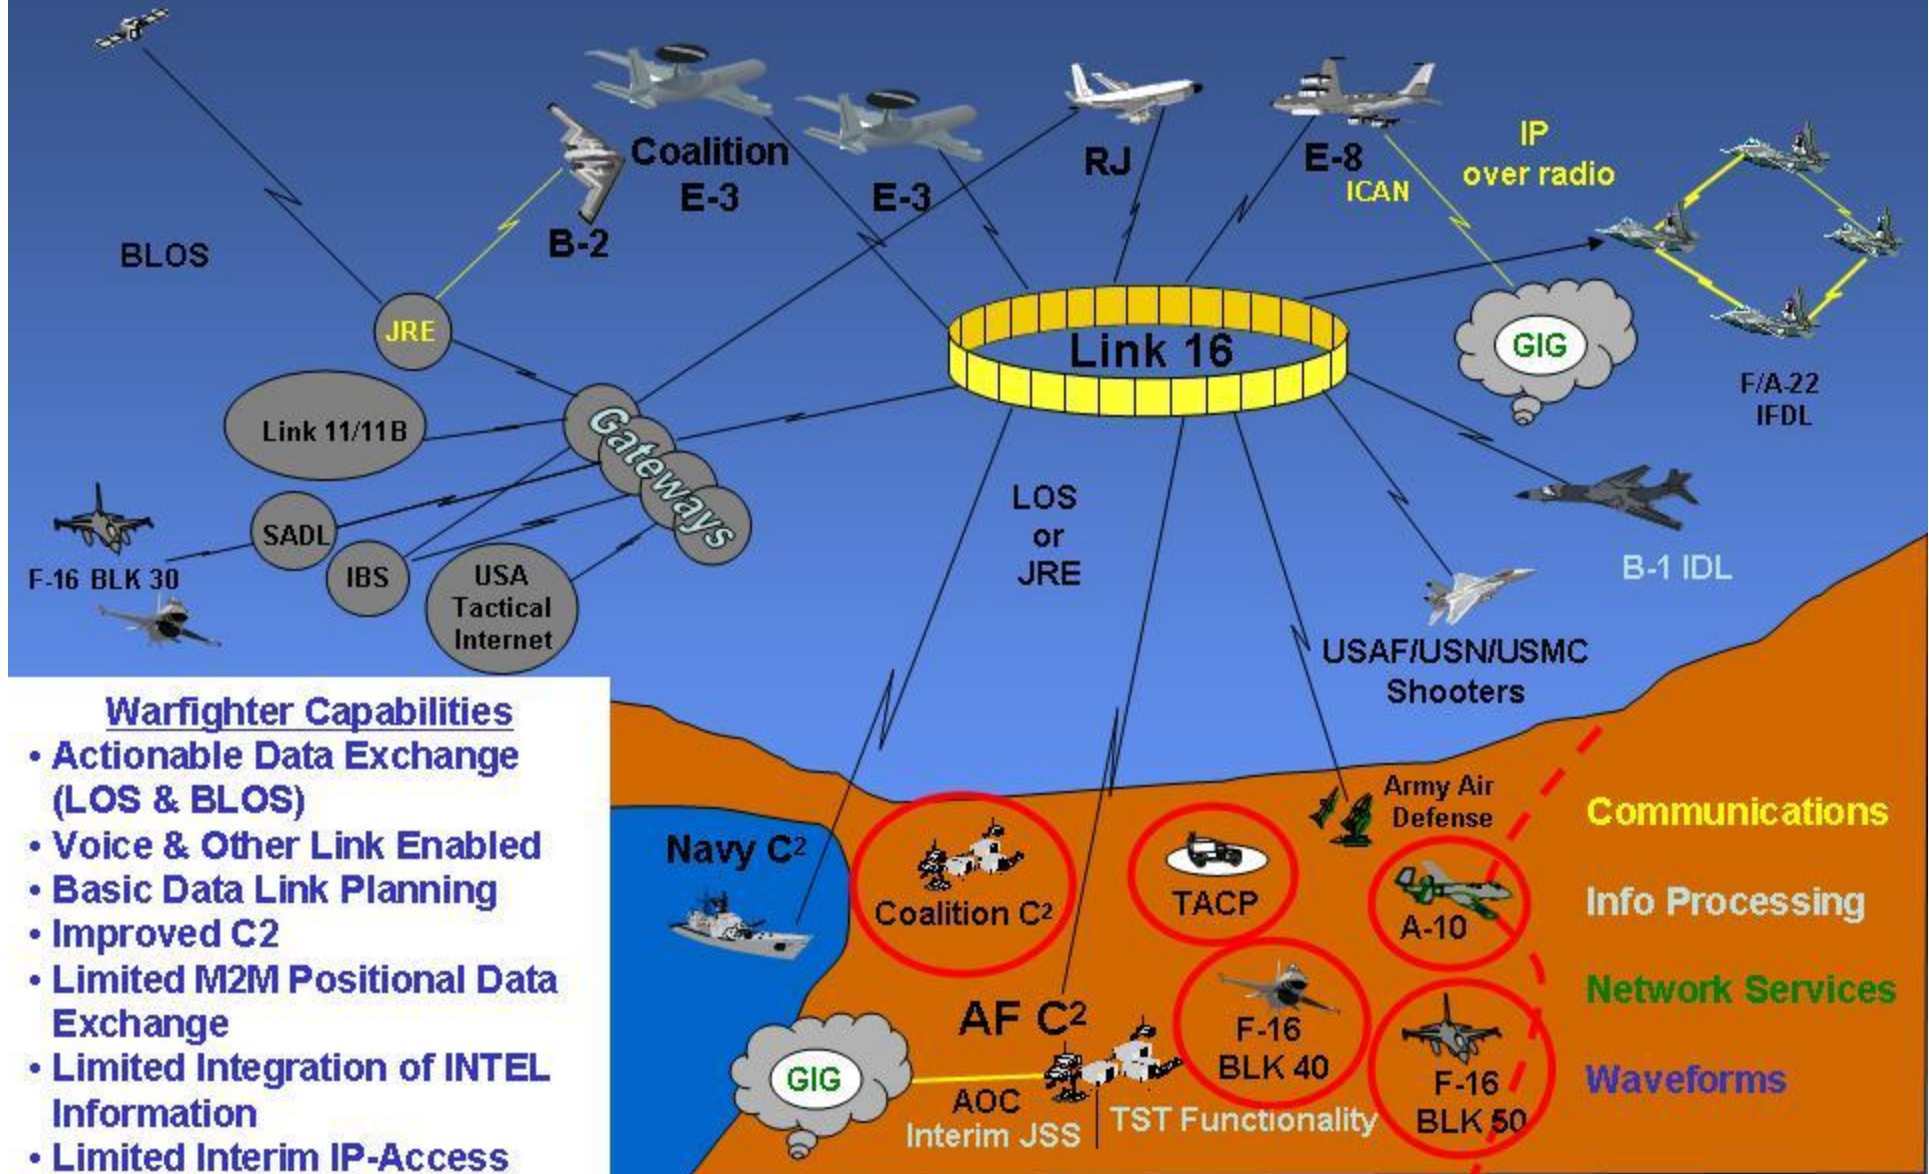 Coalition
E-3
E-3
RJ
E-8
ICAN
IP
over radio
B-2
BLOS
JRE
Link 16
GIG
F/A-22
IFDL
Link 11/11B
Gateways
SADL
IBS
USA
Tactical
Internet
F-16 BLK 30
LOS
or
JRE
B-1 IDL
USAF/USN/USMC
Shooters
Warfighter Capabilities
• Actionable Data Exchange
(LOS & BLOS)
• Voice & Other Link Enabled
• Basic Data Link Planning
• Improved C2
• Limited M2M Positional Data
Exchange
• Limited Integration of INTEL
Information
• Limited Interim IP-Access
Navy C²
Coalition C²
TACP
Army Air
Defense
A-10
AF C²
F-16
BLK 40
F-16
BLK 50
GIG
AOC
Interim JSS
TST Functionality
Communications
Info Processing
Network Services
Waveforms